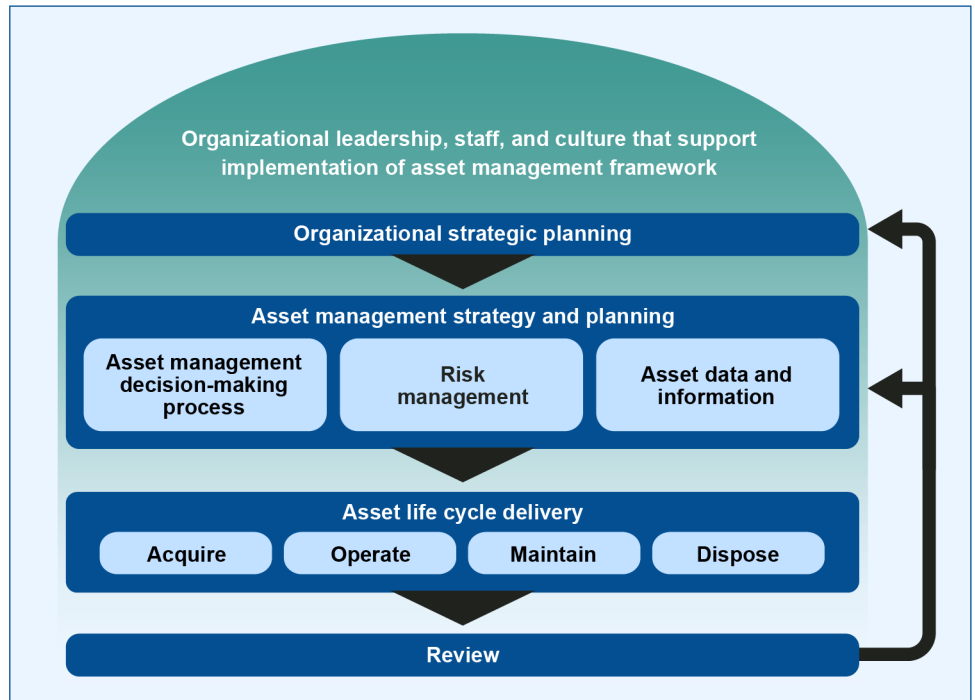 Organizational leadership, staff, and culture that support
implementation of asset management framework
Organizational strategic planning
Asset management strategy and planning
Asset management
decision-making
process
Risk
management
Asset data and
information
Asset life cycle delivery
Acquire
Operate
Maintain
Dispose
Review